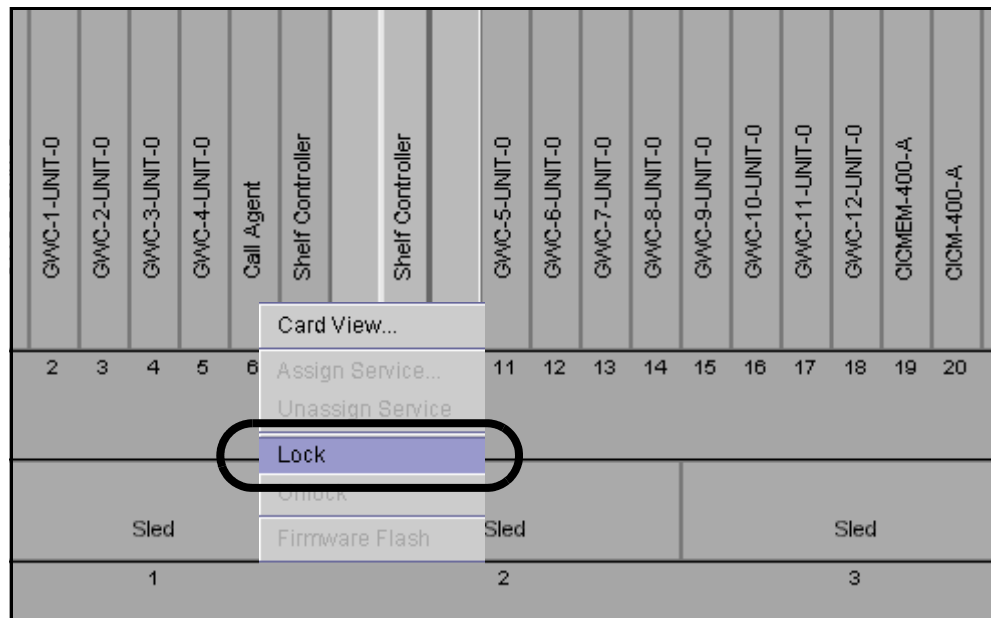 GWC-1-UNIT-0
GWC-2-UNIT-0
GWC-3-UNIT-0
GWC-4-UNIT-0
Call Agent
Shelf Controller
Shelf Controller
GWC-5-UNIT-0
GWC-6-UNIT-0
GWC-7-UNIT-0
GWC-8-UNIT-0
GWC-9-UNIT-0
GWC-10-UNIT-0
GWC-11-UNIT-0
GWC-12-UNIT-0
CICMEM-400-A
CICM-400-A
2 3 4 5 6 11 12 13 14 15 16 17 18 19 20
Card View...
Assign Service...
Unassign Service
Lock
Unlock
Firmware Flash
Sled Sled Sled
1 2 3